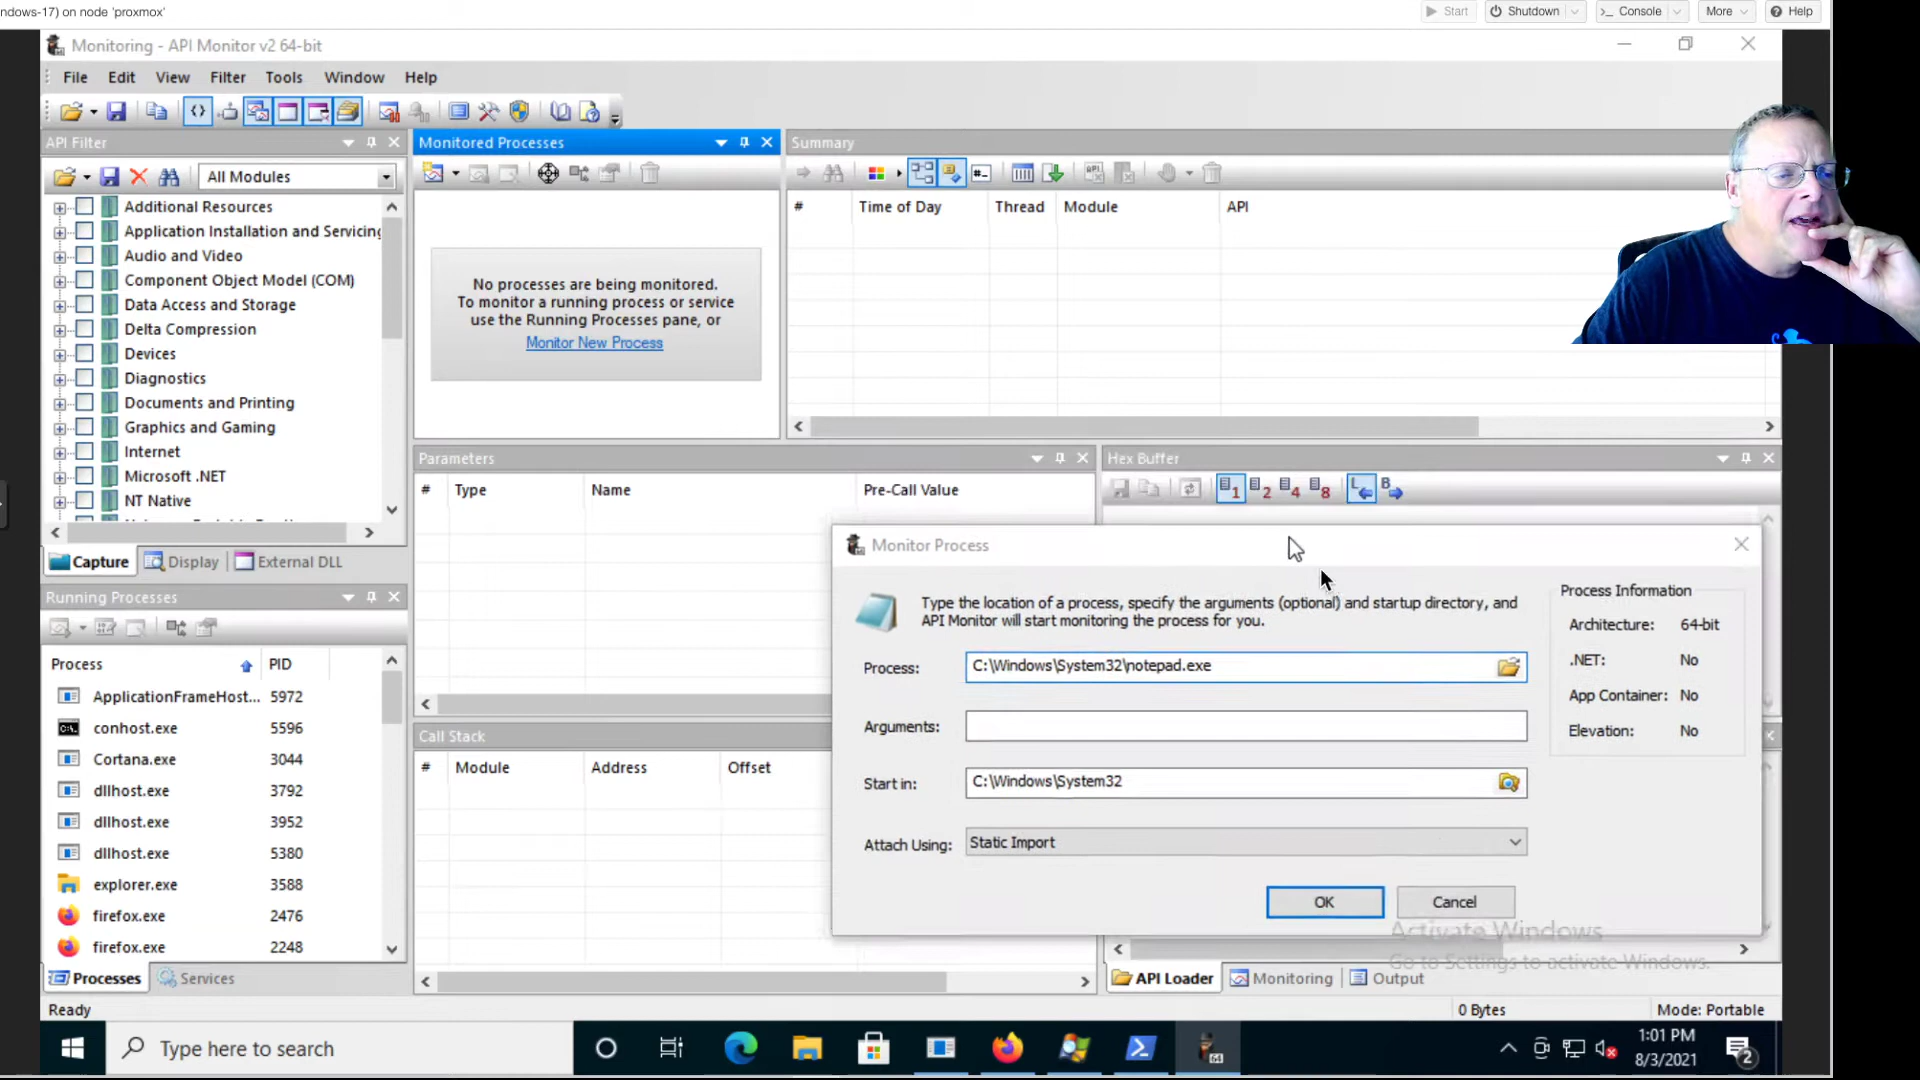 ndows-17) on node 'proxmox'
Start
Shutdown
Console
More
Help
Monitoring - API Monitor v2 64-bit
File Edit View Filter Tools Window Help
API Filter
All Modules
Additional Resources
Application Installation and Servicing
Audio and Video
Component Object Model (COM)
Data Access and Storage
Delta Compression
Devices
Diagnostics
Documents and Printing
Graphics and Gaming
Internet
Microsoft .NET
NT Native
Capture Display External DLL
Monitored Processes
No processes are being monitored.
To monitor a running process or service
use the Running Processes pane, or
Monitor New Process
Summary
# Time of Day Thread Module API
Parameters
# Type Name Pre-Call Value
Hex Buffer
1 2 4 8 L B
Running Processes
Process PID
ApplicationFrameHost... 5972
conhost.exe 5596
Cortana.exe 3044
dllhost.exe 3792
dllhost.exe 3952
dllhost.exe 5380
explorer.exe 3588
firefox.exe 2476
firefox.exe 2248
Processes Services
Call Stack
# Module Address Offset
Monitor Process
Type the location of a process, specify the arguments (optional) and startup directory, and
API Monitor will start monitoring the process for you.
Process: C:\Windows\System32\notepad.exe
Arguments:
Start in: C:\Windows\System32
Attach Using: Static Import
OK Cancel
Process Information
Architecture: 64-bit
.NET: No
App Container: No
Elevation: No
Activate Windows
Go to Settings to activate Windows.
API Loader Monitoring Output
Ready
0 Bytes
Mode: Portable
Type here to search
64
1:01 PM
8/3/2021
2